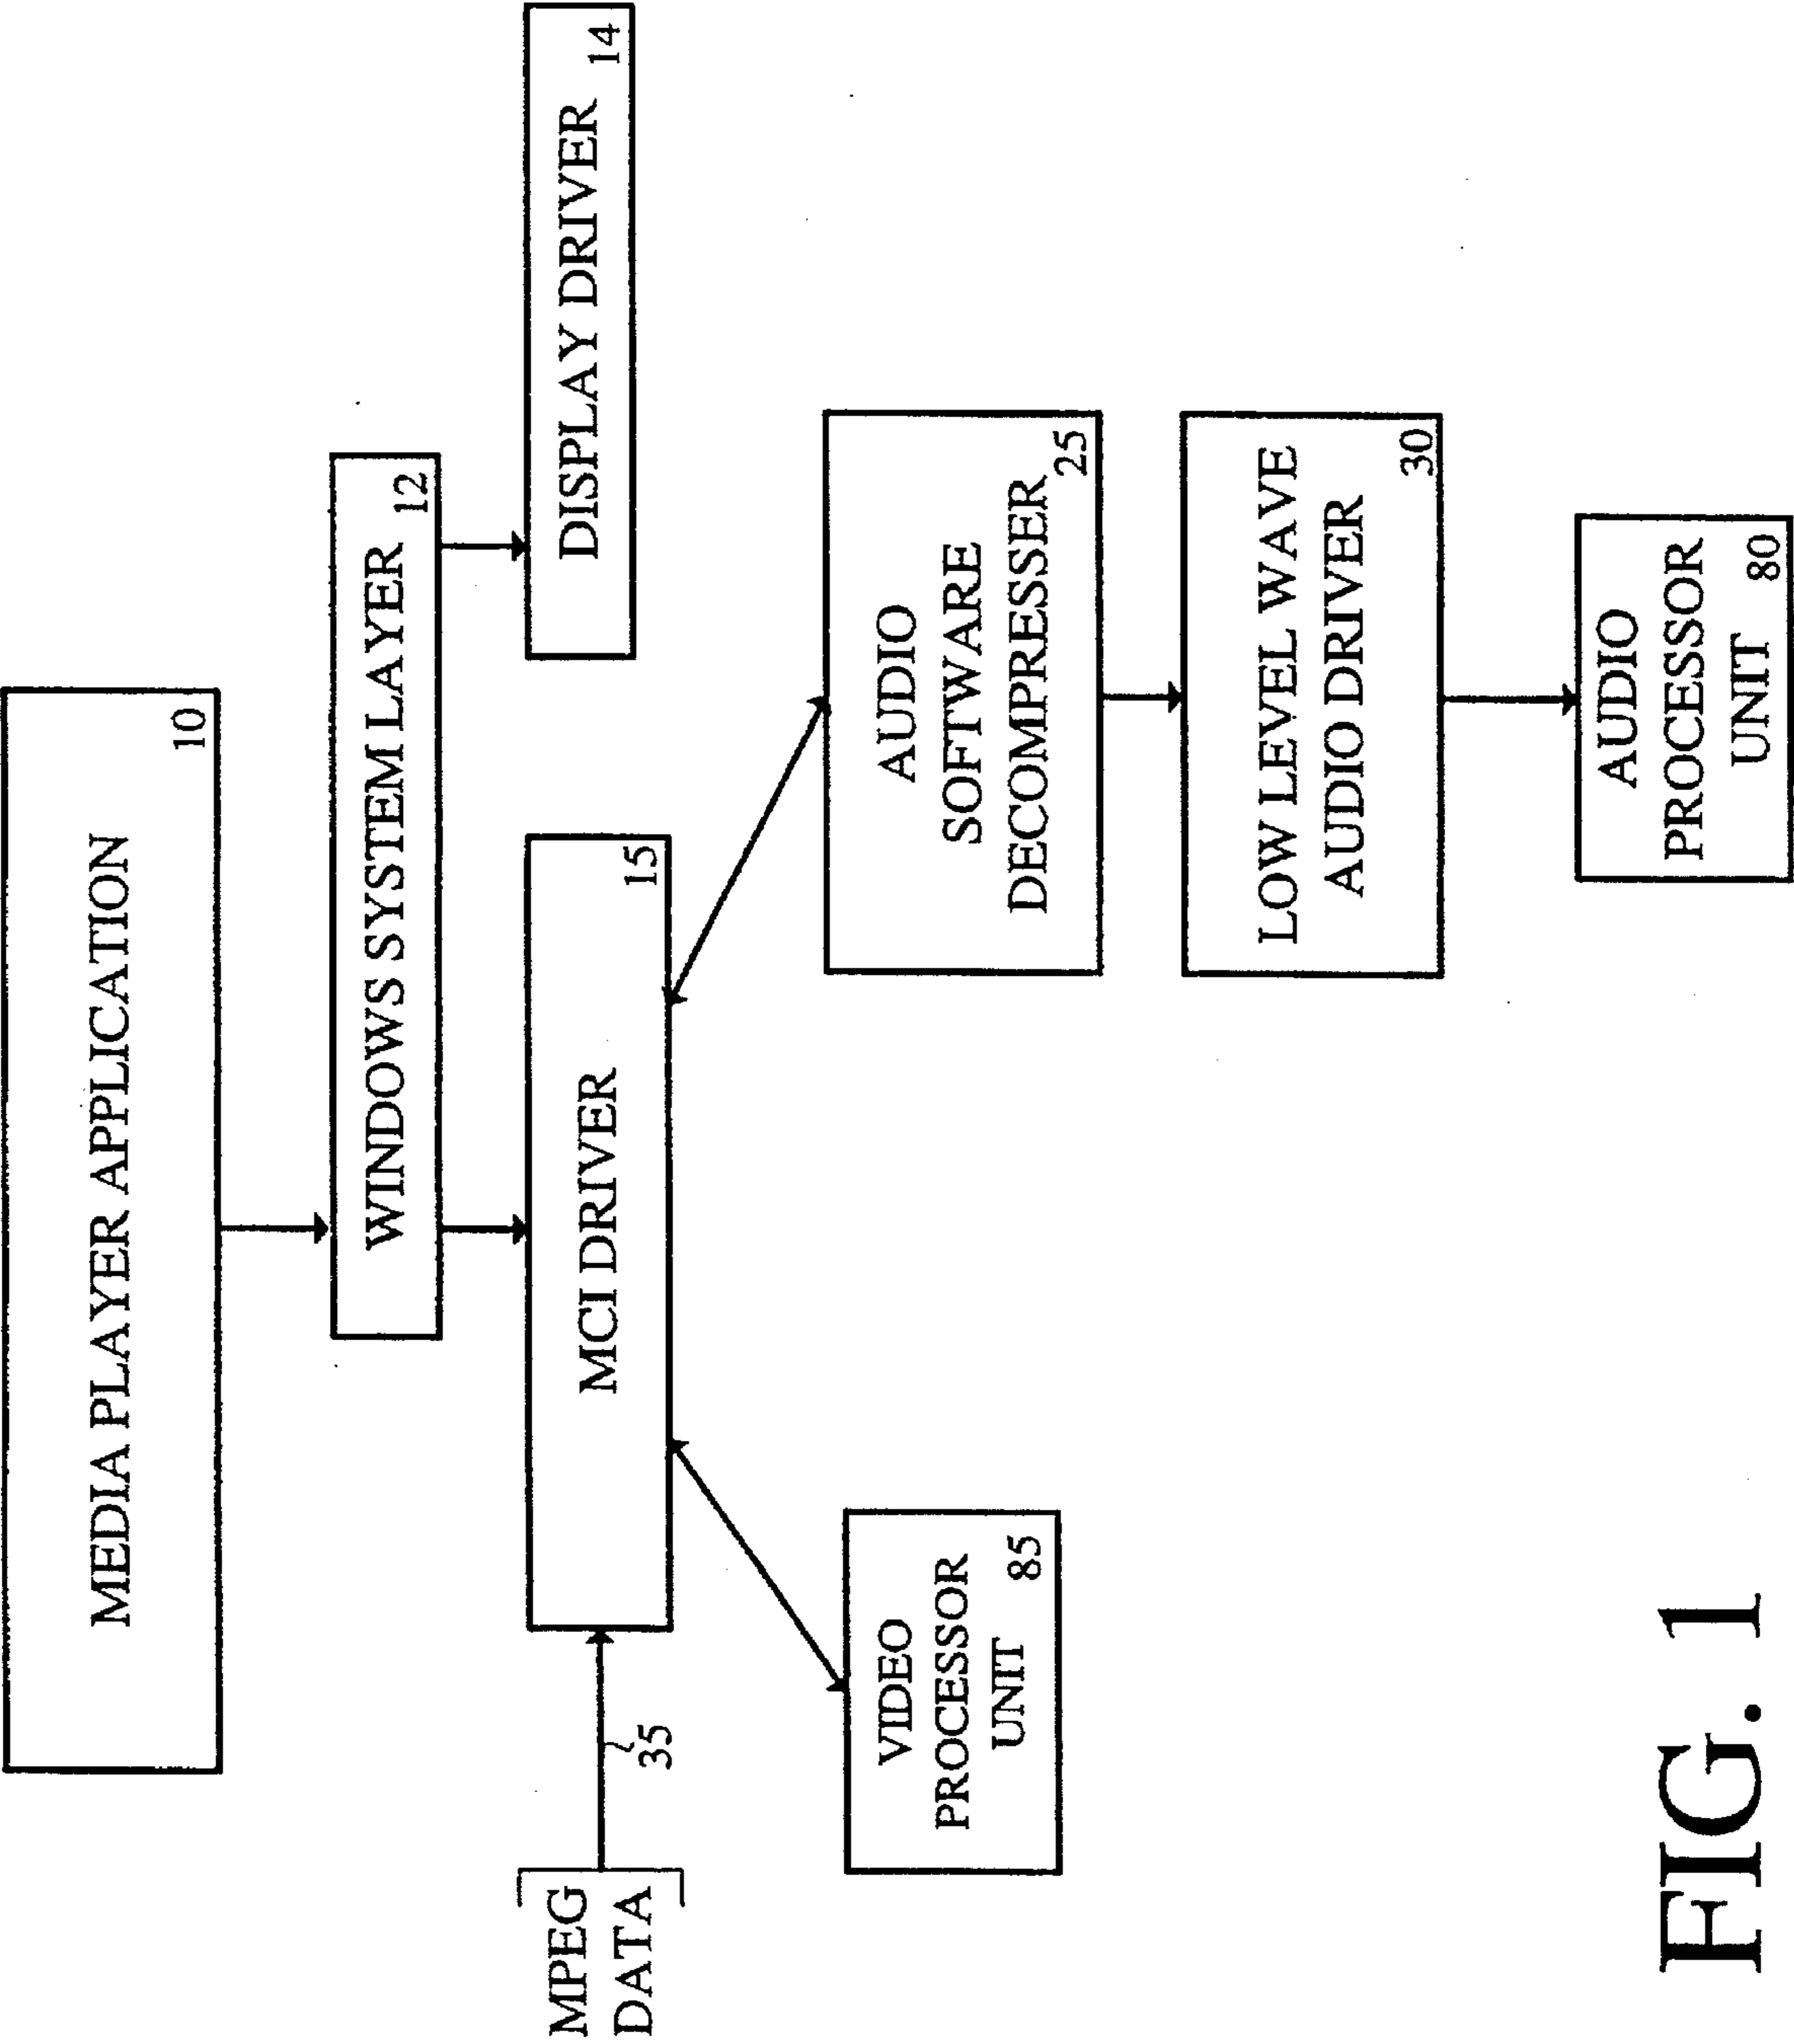 MEDIA PLAYER APPLICATION
10
WINDOWS SYSTEM LAYER
12
DISPLAY DRIVER
14
MPEG
DATA
35
MCI DRIVER
15
VIDEO
PROCESSOR
UNIT
85
AUDIO
SOFTWARE
DECOMPRESSER
25
LOW LEVEL WAVE
AUDIO DRIVER
30
AUDIO
PROCESSOR
UNIT
80
FIG. 1